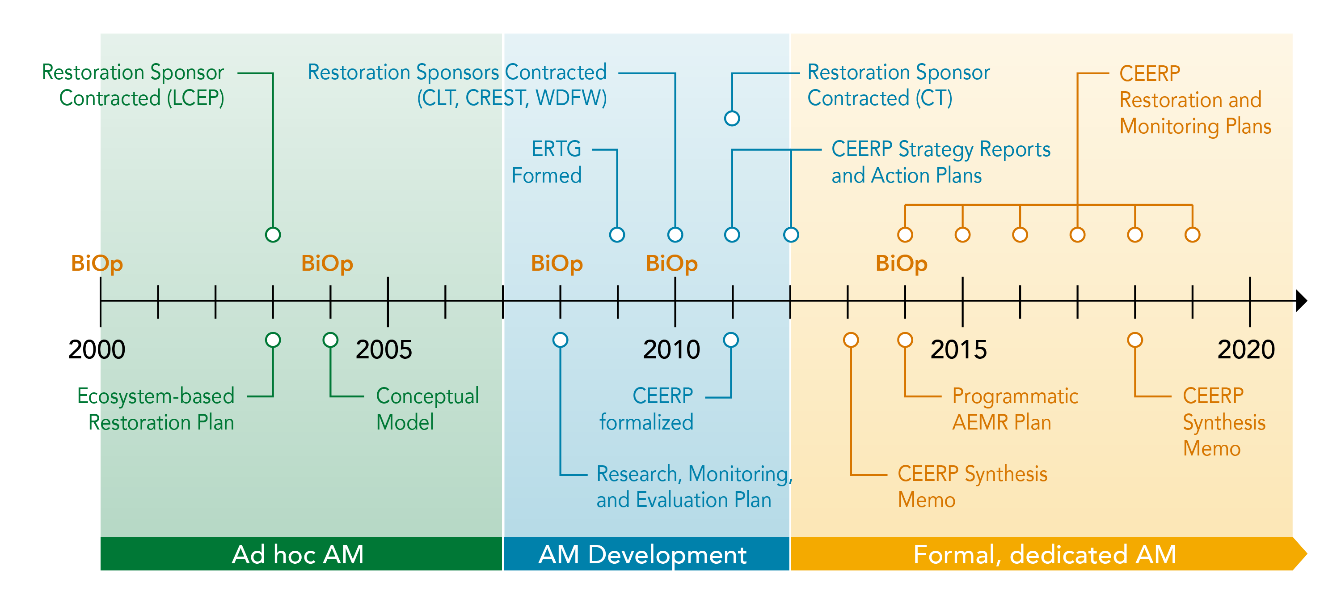 Restoration Sponsor
Contracted (LCEP)
Restoration Sponsors Contracted
(CLT, CREST, WDFW)
Restoration Sponsor
Contracted (CT)
CEERP
Restoration and
Monitoring Plans
ERTG
Formed
CEERP Strategy Reports
and Action Plans
BiOp
BiOp
BiOp
BiOp
BiOp
2000
2005
2010
2015
2020
Ecosystem-based
Restoration Plan
Conceptual
Model
CEERP
formalized
Programmatic
AEMR Plan
CEERP
Synthesis
Memo
Research, Monitoring,
and Evaluation Plan
CEERP Synthesis
Memo
Ad hoc AM
AM Development
Formal, dedicated AM